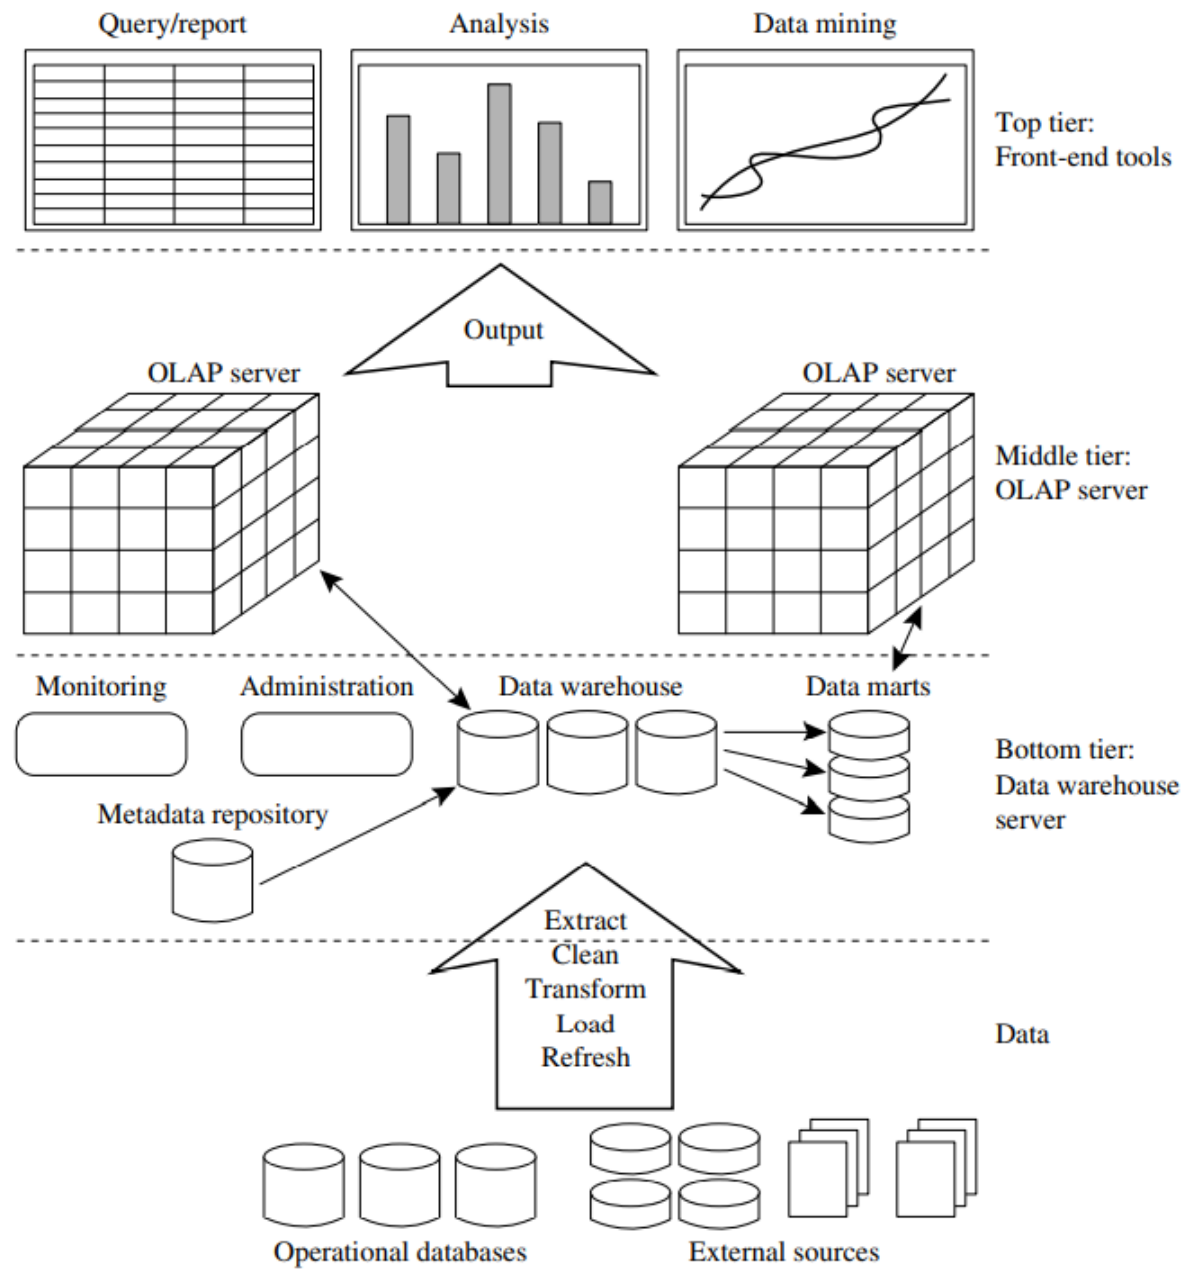 Query/report
Analysis
Data mining
Top tier:
Front-end tools
Output
OLAP server
OLAP server
Middle tier:
OLAP server
Monitoring
Administration
Data warehouse
Data marts
Bottom tier:
Data warehouse
server
Metadata repository
Extract
Clean
Transform
Load
Refresh
Data
Operational databases
External sources